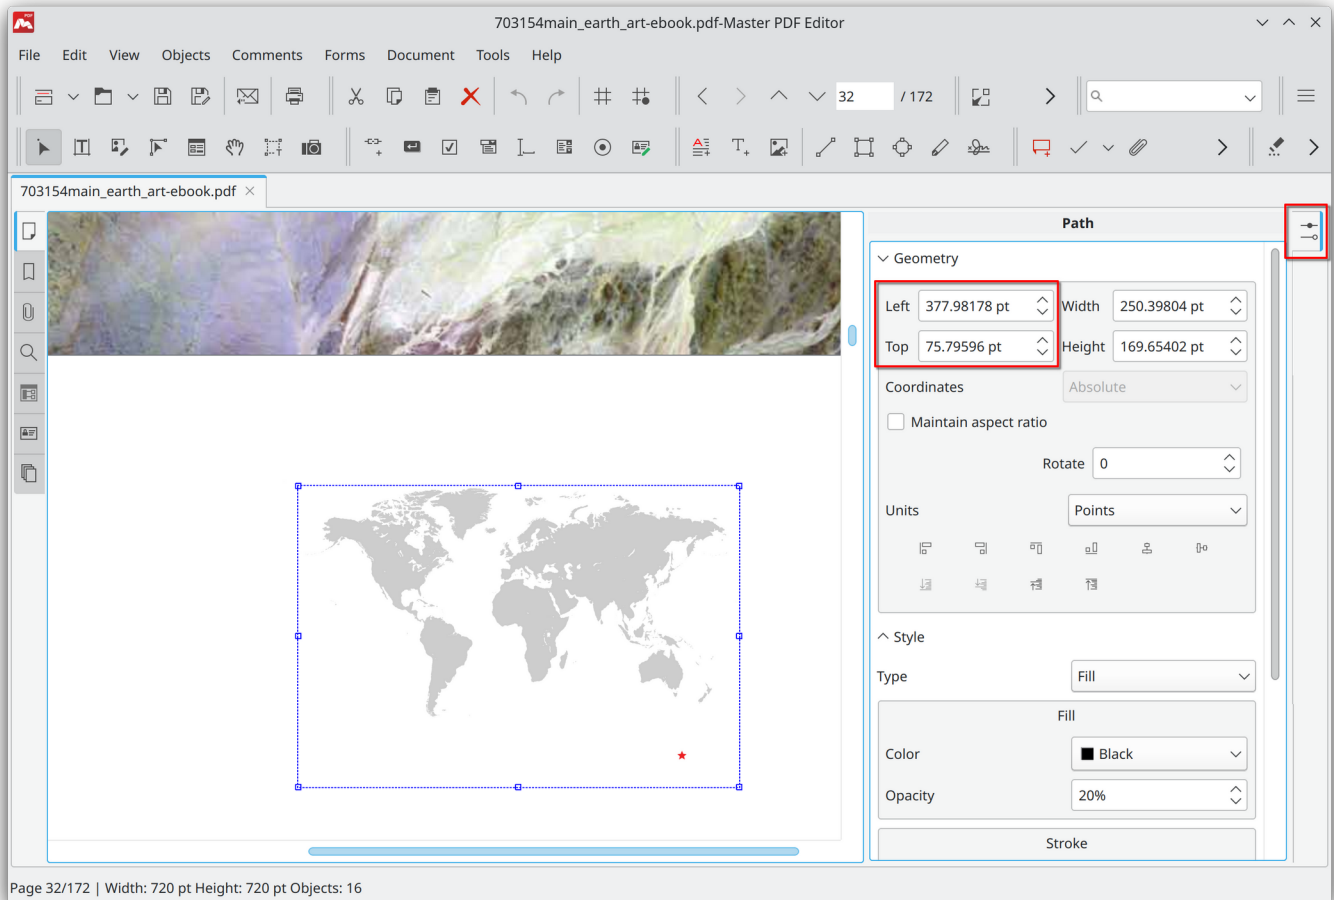 703154main_earth_art-ebook.pdf-Master PDF Editor
File Edit View Objects Comments Forms Document Tools Help
32 / 172
703154main_earth_art-ebook.pdf
Path
Geometry
Left 377.98178 pt Width 250.39804 pt
Top 75.79596 pt Height 169.65402 pt
Coordinates Absolute
Maintain aspect ratio
Rotate 0
Units Points
Style
Type Fill
Fill
Color Black
Opacity 20%
Stroke
Page 32/172 | Width: 720 pt Height: 720 pt Objects: 16